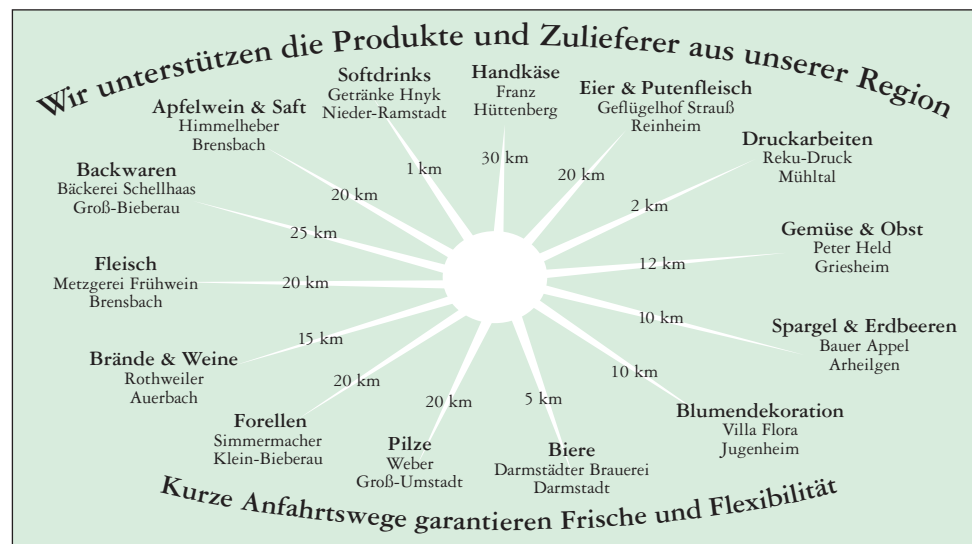 Wir unterstützen die Produkte und Zulieferer aus unserer Region
Softdrinks
Getränke Hnyk
Nieder-Ramstadt
1 km
Handkäse
Franz
Hüttenberg
30 km
Eier & Putenfleisch
Geflügelhof Strauß
Reinheim
20 km
Druckarbeiten
Reku-Druck
Mühltal
2 km
Gemüse & Obst
Peter Held
Griesheim
12 km
Spargel & Erdbeeren
Bauer Appel
Arheilgen
10 km
Blumendekoration
Villa Flora
Jugenheim
10 km
Biere
Darmstädter Brauerei
Darmstadt
5 km
Pilze
Weber
Groß-Umstadt
20 km
Forellen
Simmermacher
Klein-Bieberau
20 km
Brände & Weine
Rothweiler
Auerbach
15 km
Fleisch
Metzgerei Frühwein
Brensbach
20 km
Backwaren
Bäckerei Schellhaas
Groß-Bieberau
25 km
Apfelwein & Saft
Himmelheber
Brensbach
20 km
Kurze Anfahrtswege garantieren Frische und Flexibilität